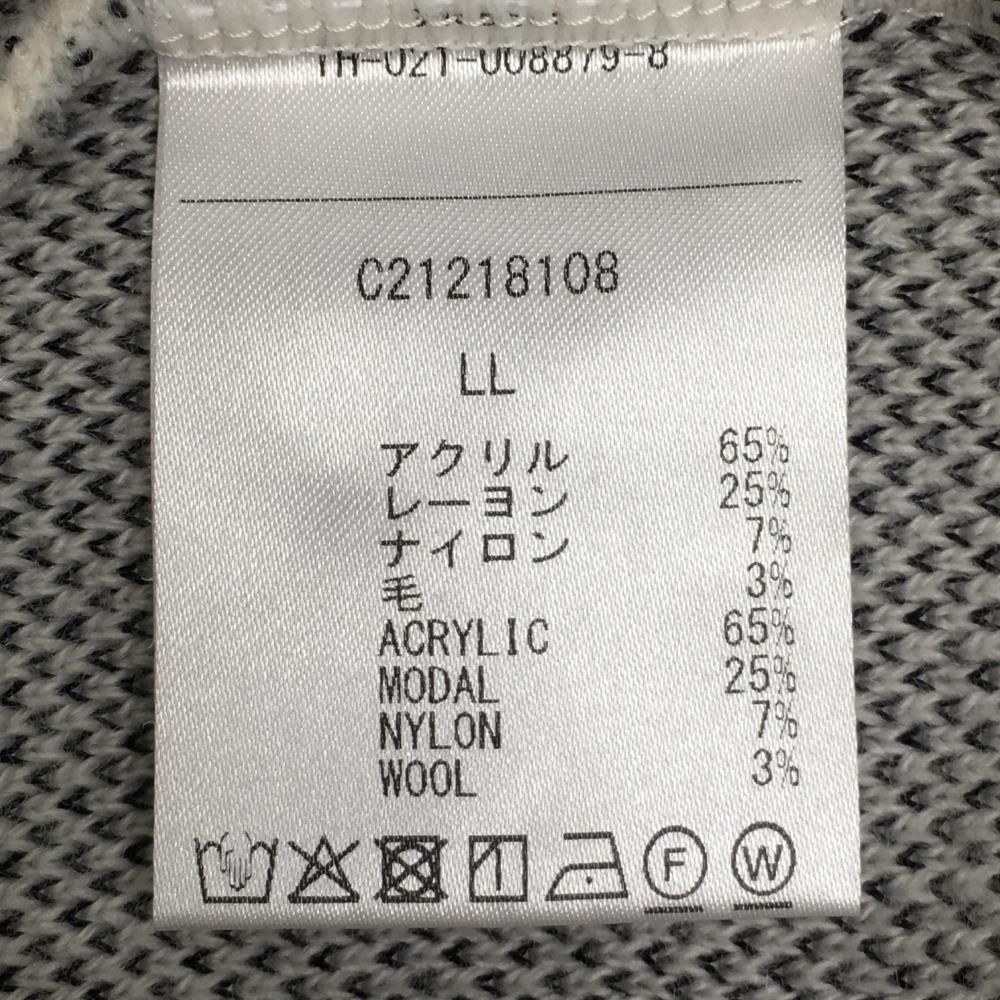 TH-021-008879-8
C21218108
LL
アクリル 65%
レーヨン 25%
ナイロン 7%
毛 3%
ACRYLIC 65%
MODAL 25%
NYLON 7%
WOOL 3%
F W